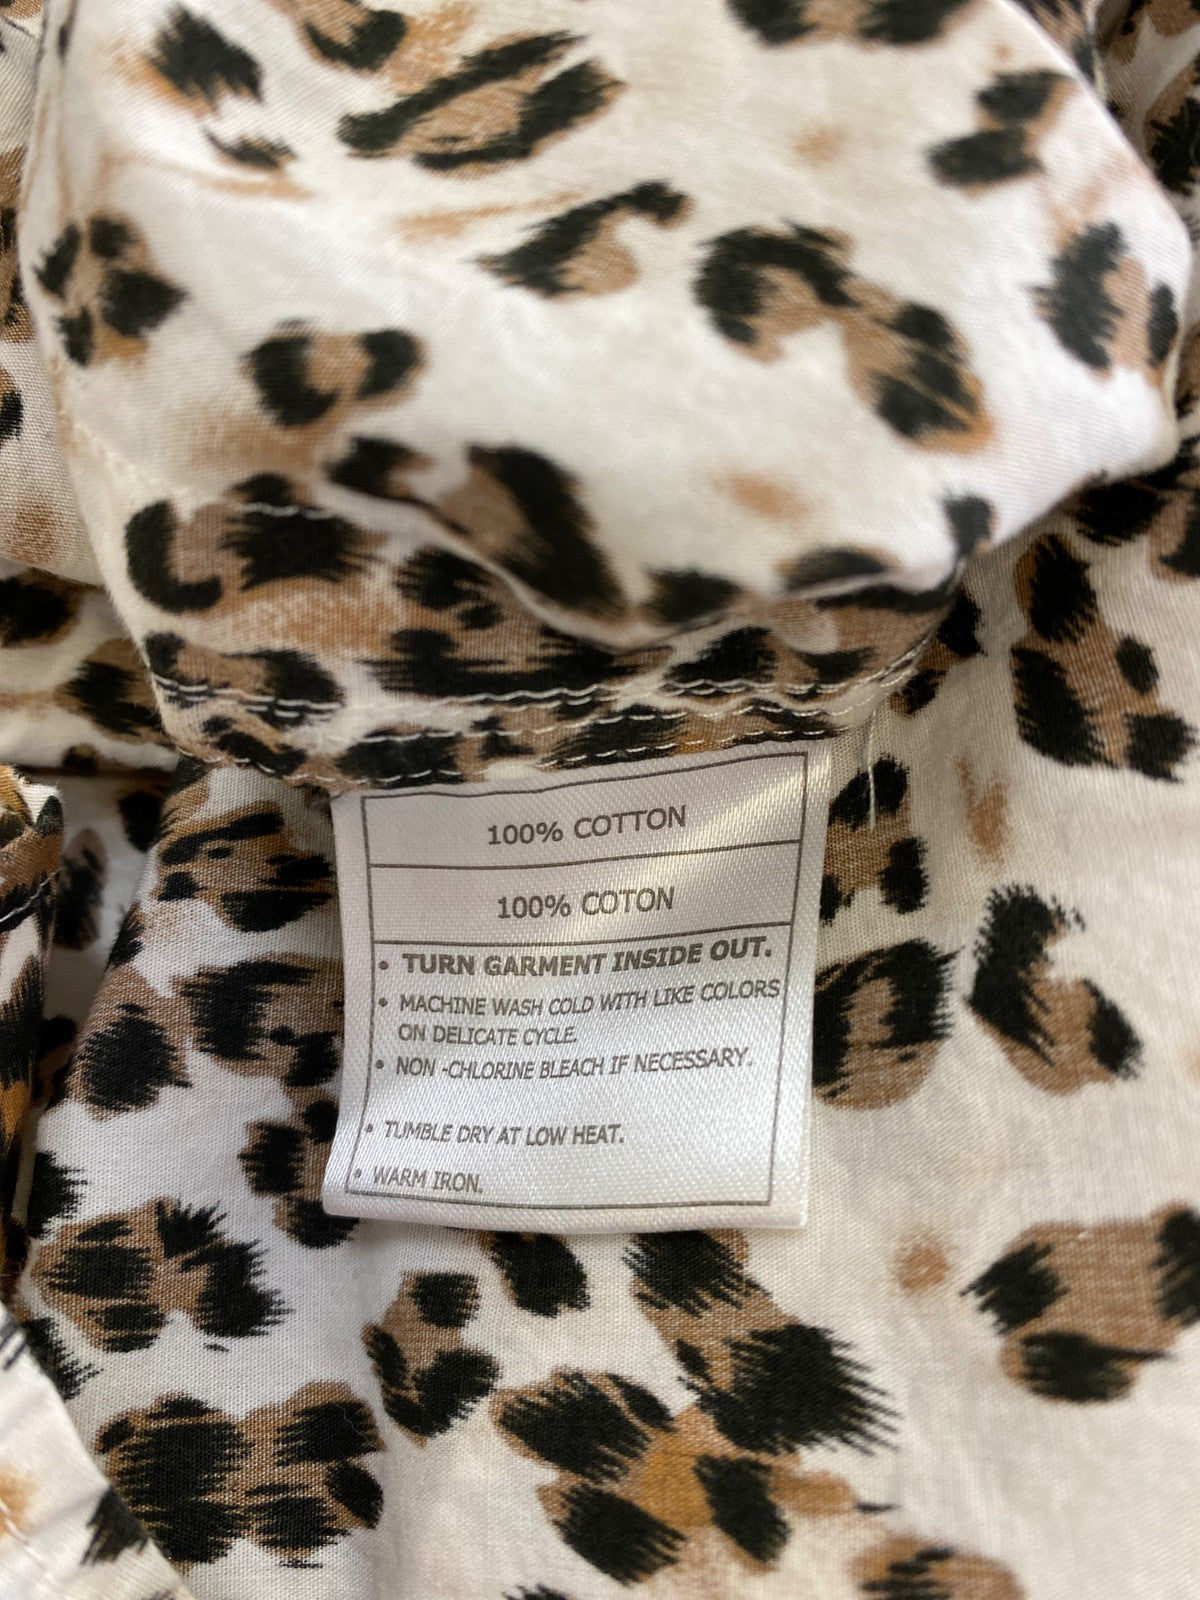 100% COTTON
100% COTON
• TURN GARMENT INSIDE OUT.
• MACHINE WASH COLD WITH LIKE COLORS
ON DELICATE CYCLE.
• NON -CHLORINE BLEACH IF NECESSARY.
• TUMBLE DRY AT LOW HEAT.
• WARM IRON.